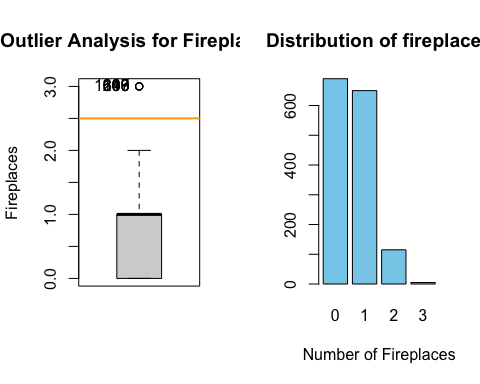 Outlier Analysis for Firepla
Fireplaces
3.0
2.0
1.0
0.0
Distribution of fireplace
600
400
200
0
0 1 2 3
Number of Fireplaces